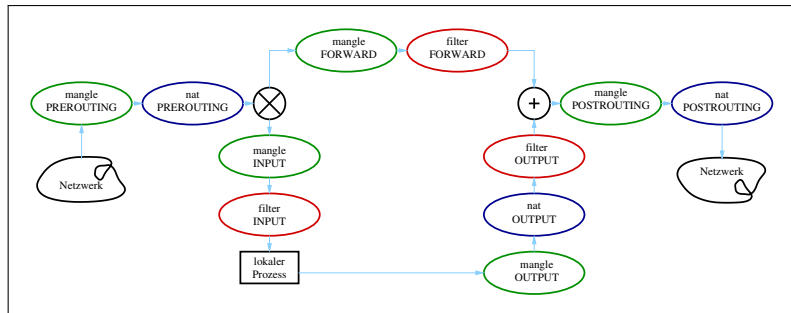 mangle
FORWARD
filter
FORWARD
mangle
PREROUTING
nat
PREROUTING
+
mangle
POSTROUTING
nat
POSTROUTING
mangle
INPUT
filter
OUTPUT
Netzwerk
Netzwerk
filter
INPUT
nat
OUTPUT
lokaler
Prozess
mangle
OUTPUT